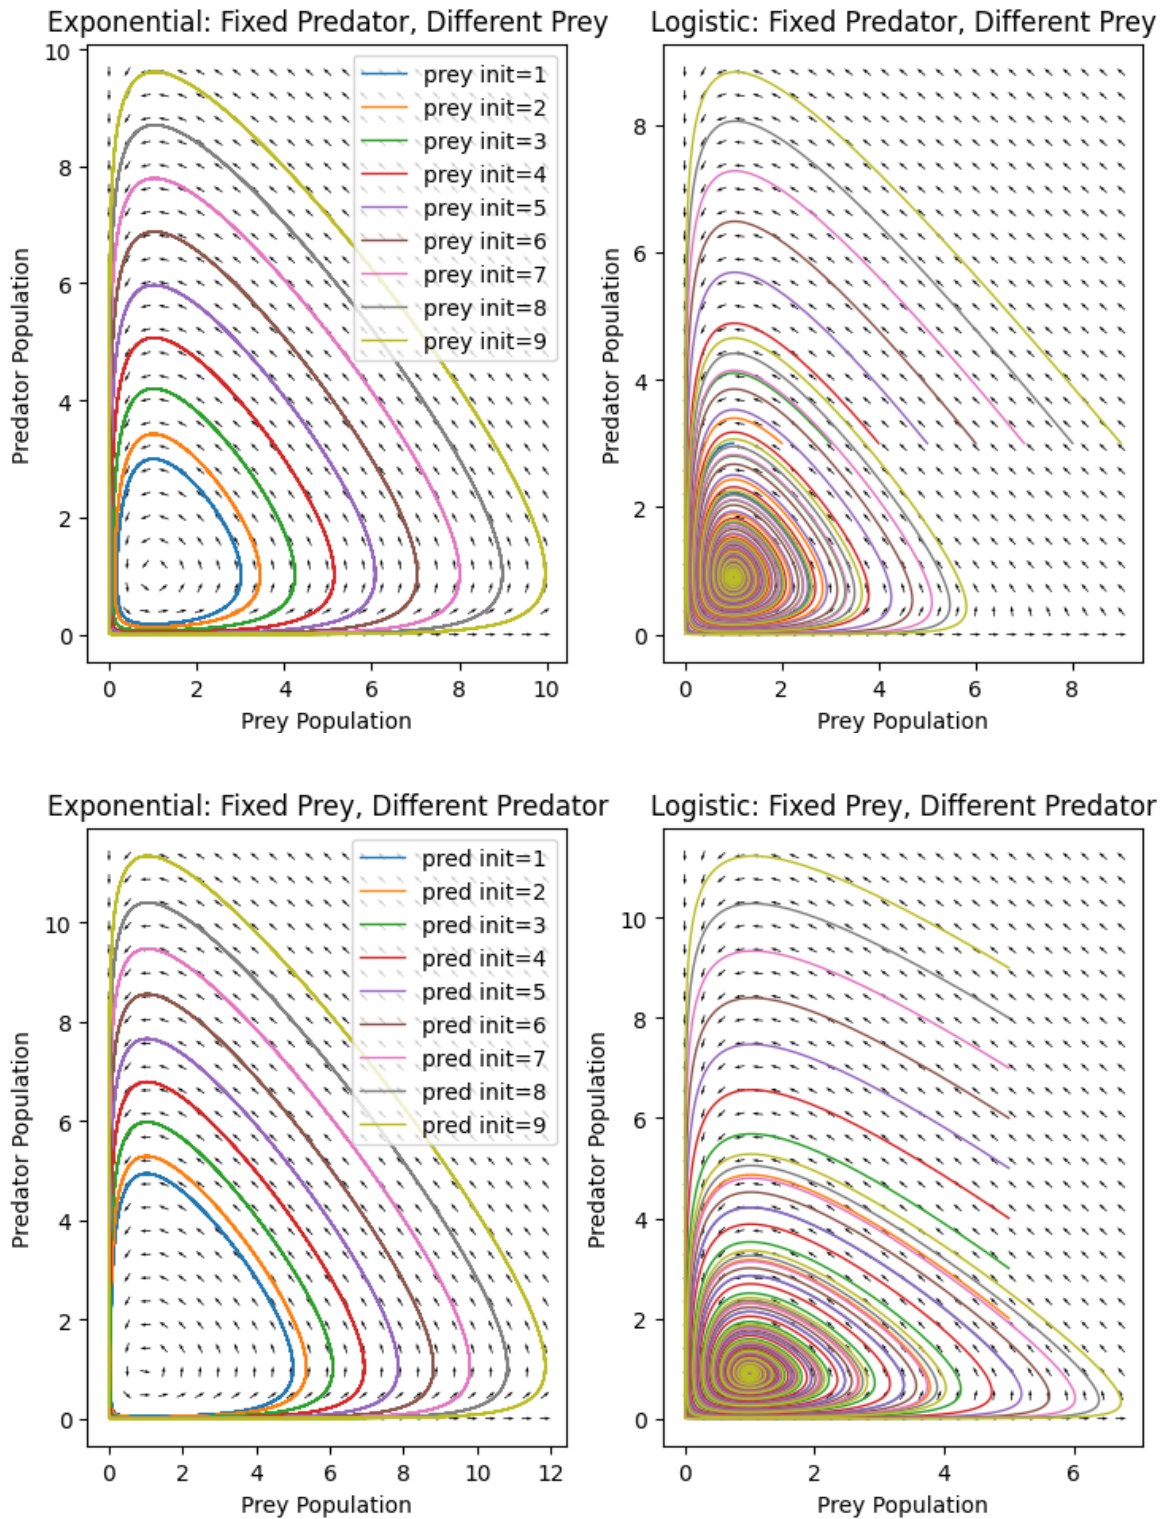 Exponential: Fixed Predator, Different Prey
10
8
6
4
2
0
Predator Population
prey init=1
prey init=2
prey init=3
prey init=4
prey init=5
prey init=6
prey init=7
prey init=8
prey init=9
0 2 4 6 8 10
Prey Population
Logistic: Fixed Predator, Different Prey
8
6
4
2
0
Predator Population
0 2 4 6 8
Prey Population
Exponential: Fixed Prey, Different Predator
10
8
6
4
2
0
Predator Population
pred init=1
pred init=2
pred init=3
pred init=4
pred init=5
pred init=6
pred init=7
pred init=8
pred init=9
0 2 4 6 8 10 12
Prey Population
Logistic: Fixed Prey, Different Predator
10
8
6
4
2
0
Predator Population
0 2 4 6
Prey Population